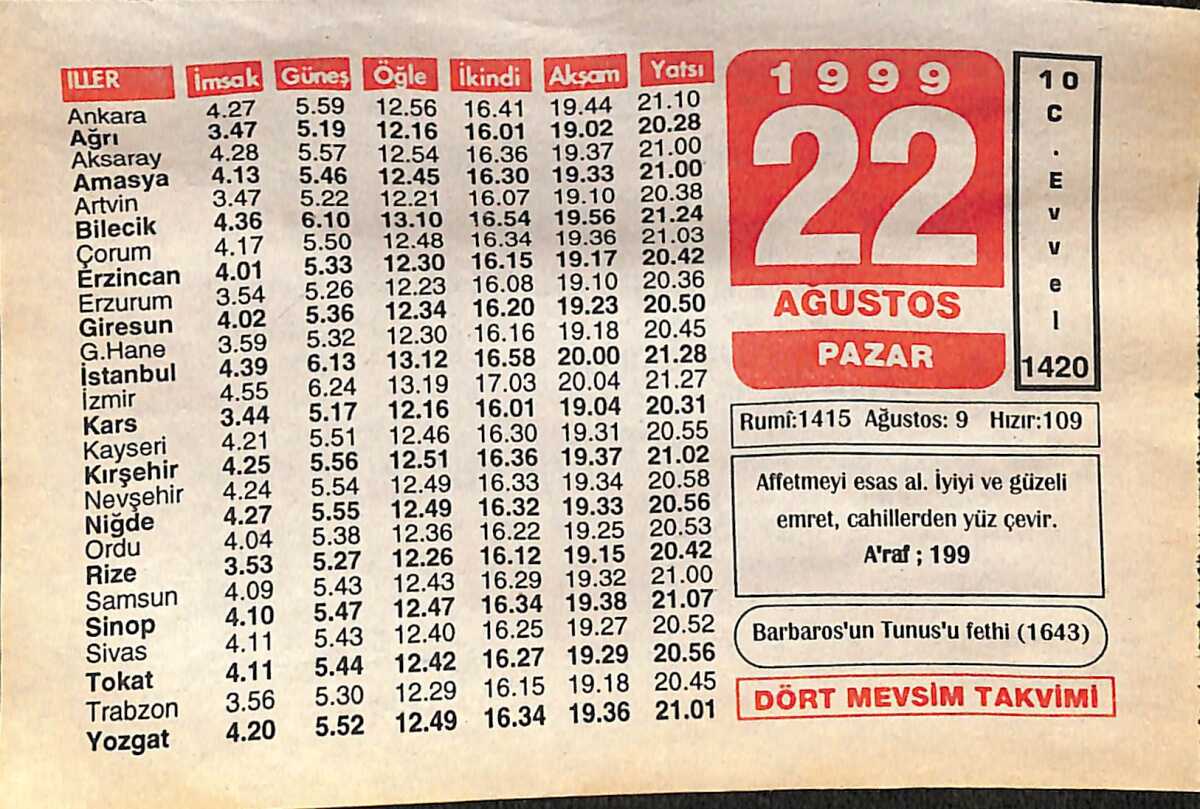 İLLER İmsak Güneş Öğle İkindi Akşam Yatsı
Ankara 4.27 5.59 12.56 16.41 19.44 21.10
Ağrı 3.47 5.19 12.16 16.01 19.02 20.28
Aksaray 4.28 5.57 12.54 16.36 19.37 21.00
Amasya 4.13 5.46 12.45 16.30 19.33 21.00
Artvin 3.47 5.22 12.21 16.07 19.10 20.38
Bilecik 4.36 6.10 13.10 16.54 19.56 21.24
Çorum 4.17 5.50 12.48 16.34 19.36 21.03
Erzincan 4.01 5.33 12.30 16.15 19.17 20.42
Erzurum 3.54 5.26 12.23 16.08 19.10 20.36
Giresun 4.02 5.36 12.34 16.20 19.23 20.50
G.Hane 3.59 5.32 12.30 16.16 19.18 20.45
İstanbul 4.39 6.13 13.12 16.58 20.00 21.28
İzmir 4.55 6.24 13.19 17.03 20.04 21.27
Kars 3.44 5.17 12.16 16.01 19.04 20.31
Kayseri 4.21 5.51 12.46 16.30 19.31 20.55
Kırşehir 4.25 5.56 12.51 16.36 19.37 21.02
Nevşehir 4.24 5.54 12.49 16.33 19.34 20.58
Niğde 4.27 5.55 12.49 16.32 19.33 20.56
Ordu 4.04 5.38 12.36 16.22 19.25 20.53
Rize 3.53 5.27 12.26 16.12 19.15 20.42
Samsun 4.09 5.43 12.43 16.29 19.32 21.00
Sinop 4.10 5.47 12.47 16.34 19.38 21.07
Sivas 4.11 5.43 12.40 16.25 19.27 20.52
Tokat 4.11 5.44 12.42 16.27 19.29 20.56
Trabzon 3.56 5.30 12.29 16.15 19.18 20.45
Yozgat 4.20 5.52 12.49 16.34 19.36 21.01
1999
22
AĞUSTOS
PAZAR
10
C
.
E
v
v
e
l
1420
Rumî:1415 Ağustos: 9 Hızır:109
Affetmeyi esas al. İyiyi ve güzeli
emret, cahillerden yüz çevir.
A'raf ; 199
Barbaros'un Tunus'u fethi (1643)
DÖRT MEVSİM TAKVİMİ